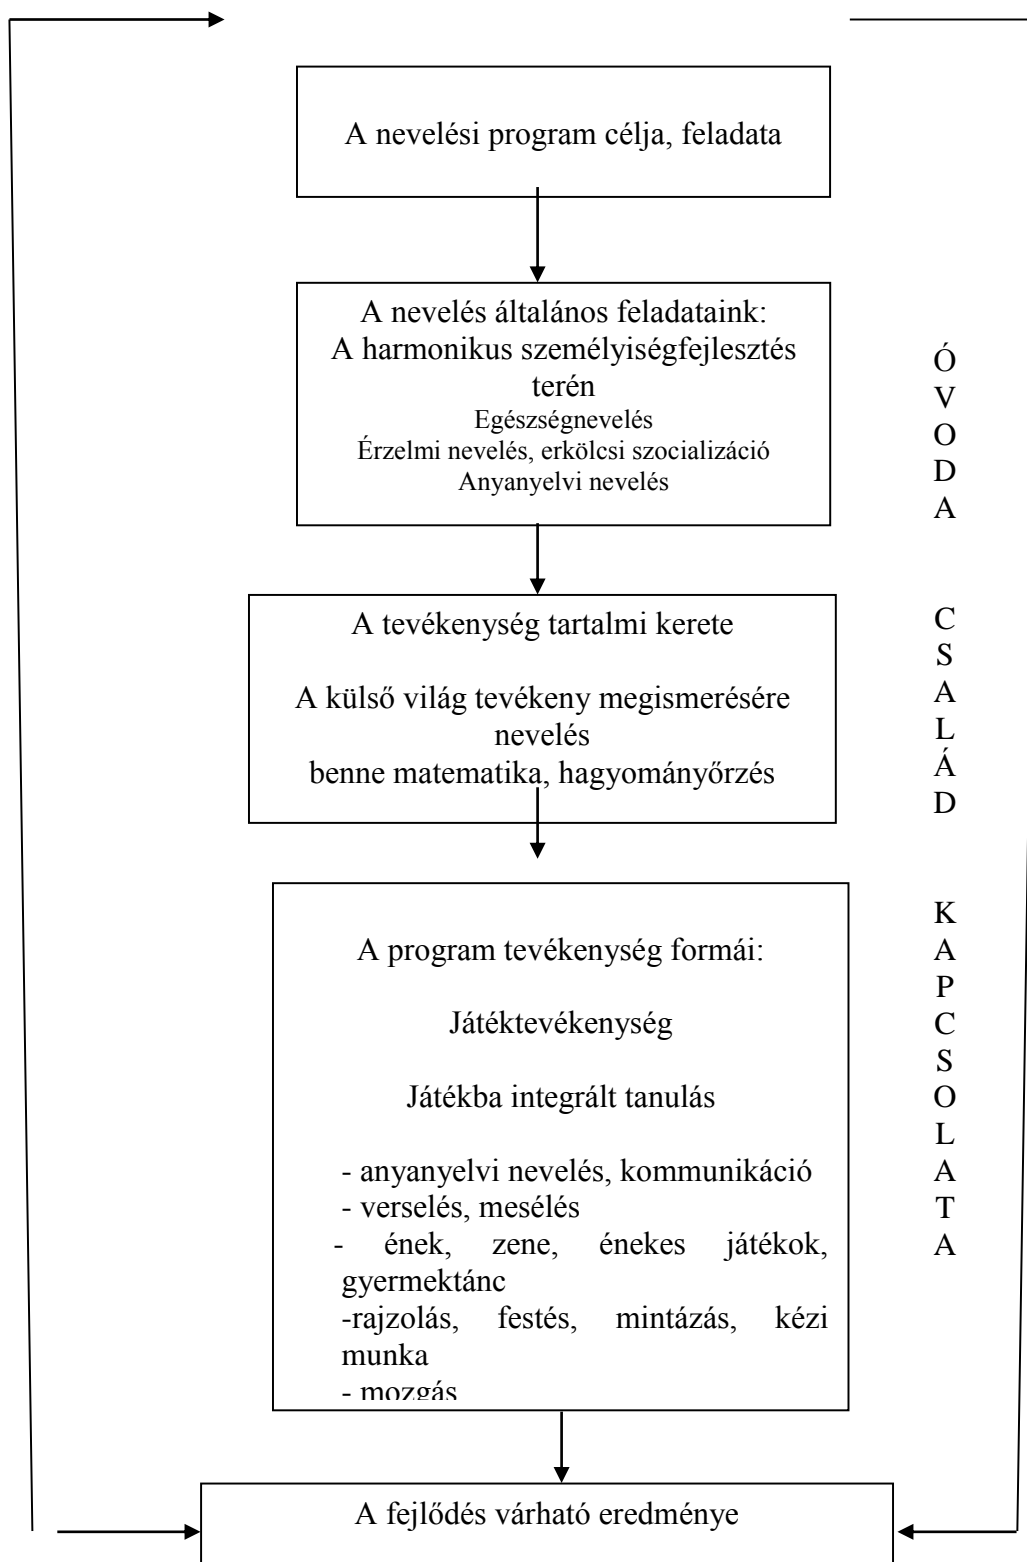 A nevelési program célja, feladata
A nevelés általános feladataink:
A harmonikus személyiségfejlesztés
terén
Egészségnevelés
Érzelmi nevelés, erkölcsi szocializáció
Anyanyelvi nevelés
A tevékenység tartalmi kerete
A külső világ tevékeny megismerésére
nevelés
benne matematika, hagyományőrzés
A program tevékenység formái:
Játéktevékenység
Játékba integrált tanulás
- anyanyelvi nevelés, kommunikáció
- verselés, mesélés
- ének, zene, énekes játékok,
gyermektánc
-rajzolás, festés, mintázás, kézi
munka
- mozgás
A fejlődés várható eredménye
Ó
V
O
D
A
C
S
A
L
Á
D
K
A
P
C
S
O
L
A
T
A